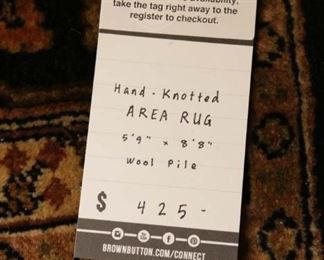 take the tag right away to the
register to checkout.
Hand-Knotted
AREA RUG
5'9" x 8'8"
Wool Pile
$ 425-
BROWNBUTTON.COM/CONNECT